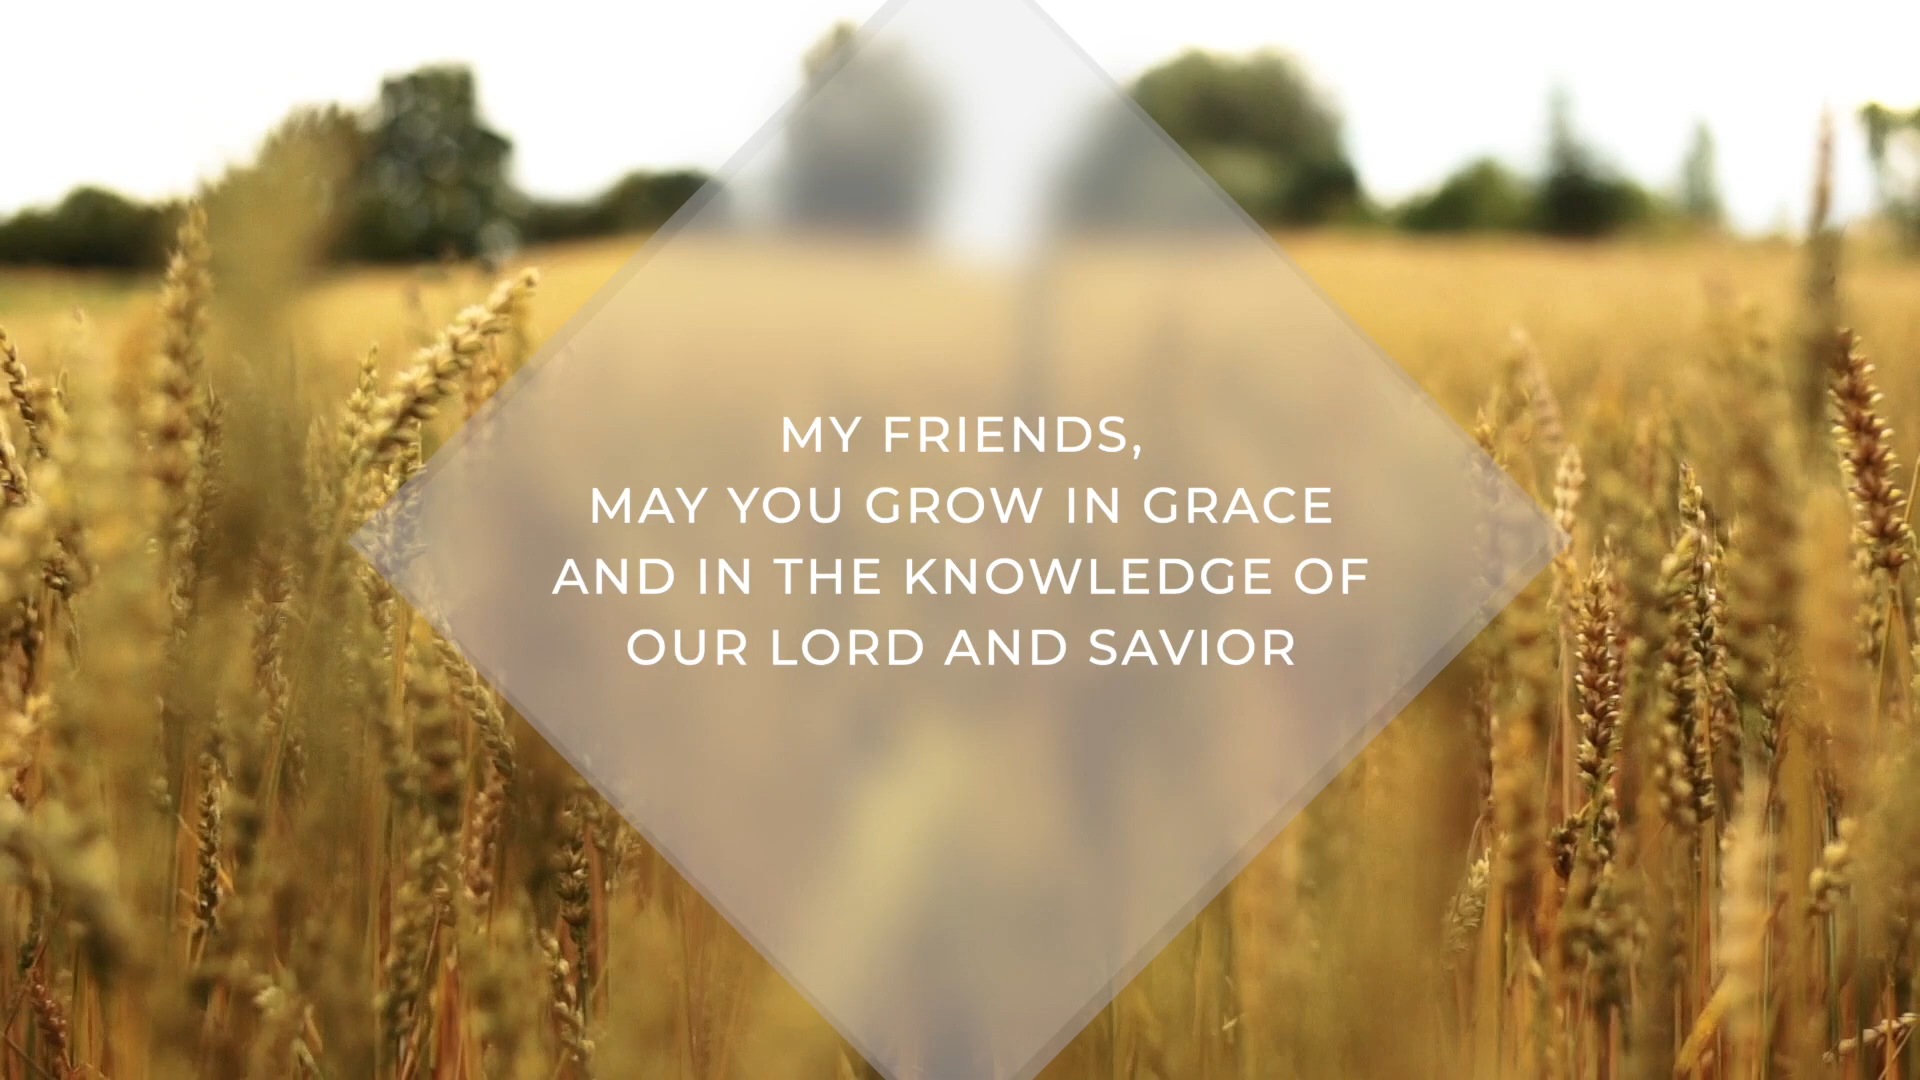 MY FRIENDS,
MAY YOU GROW IN GRACE
AND IN THE KNOWLEDGE OF
OUR LORD AND SAVIOR